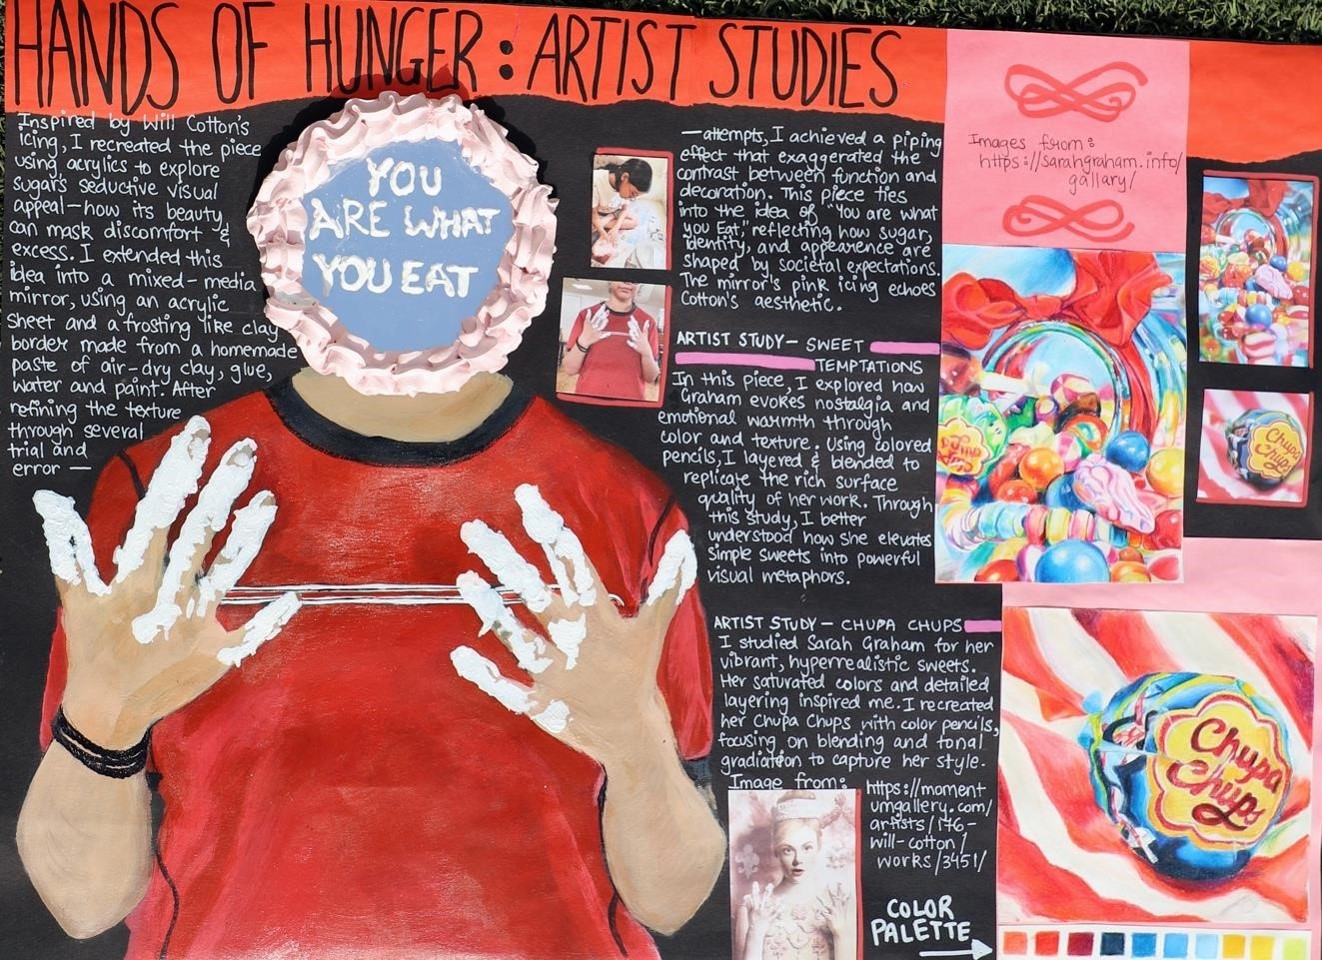 HANDS OF HUNGER: ARTIST STUDIES
Inspired by Will Cotton's
icing, I recreated the piece
using acrylics to explore
sugar's seductive visual
appeal—how its beauty
can mask discomfort &
excess. I extended this
idea into a mixed-media
mirror, using an acrylic
sheet and a frosting like clay
border made from a homemade
paste of air-dry clay, glue,
water and paint. After
refining the texture
through several
trial and
error —
YOU
ARE WHAT
YOU EAT
— attempts, I achieved a piping
effect that exaggerated the
contrast between function and
decoration. This piece ties
into the idea of "You are what
you Eat," reflecting how sugar,
identity, and appearence are
shaped by societal expectations.
The mirror's pink icing echoes
Cotton's aesthetic.
ARTIST STUDY — SWEET
TEMPTATIONS
In this piece, I explored how
Graham evokes nostalgia and
emotional warmth through
color and texture. Using colored
pencils, I layered & blended to
replicate the rich surface
quality of her work. Through
this study, I better
understood how she elevates
simple sweets into powerful
visual metaphors.
ARTIST STUDY — CHUPA CHUPS
I studied Sarah Graham for her
vibrant, hyperrealistic sweets.
Her saturated colors and detailed
layering inspired me. I recreated
her Chupa Chups with color pencils,
focusing on blending and tonal
gradiation to capture her style.
Image from:
https://moment
umgallery.com/
artists/176-
will-cotton/
works/3451/
COLOR
PALETTE
Images from:
https://sarahgraham.info/
gallary/
Chupa
Chups
Chupa
Chups